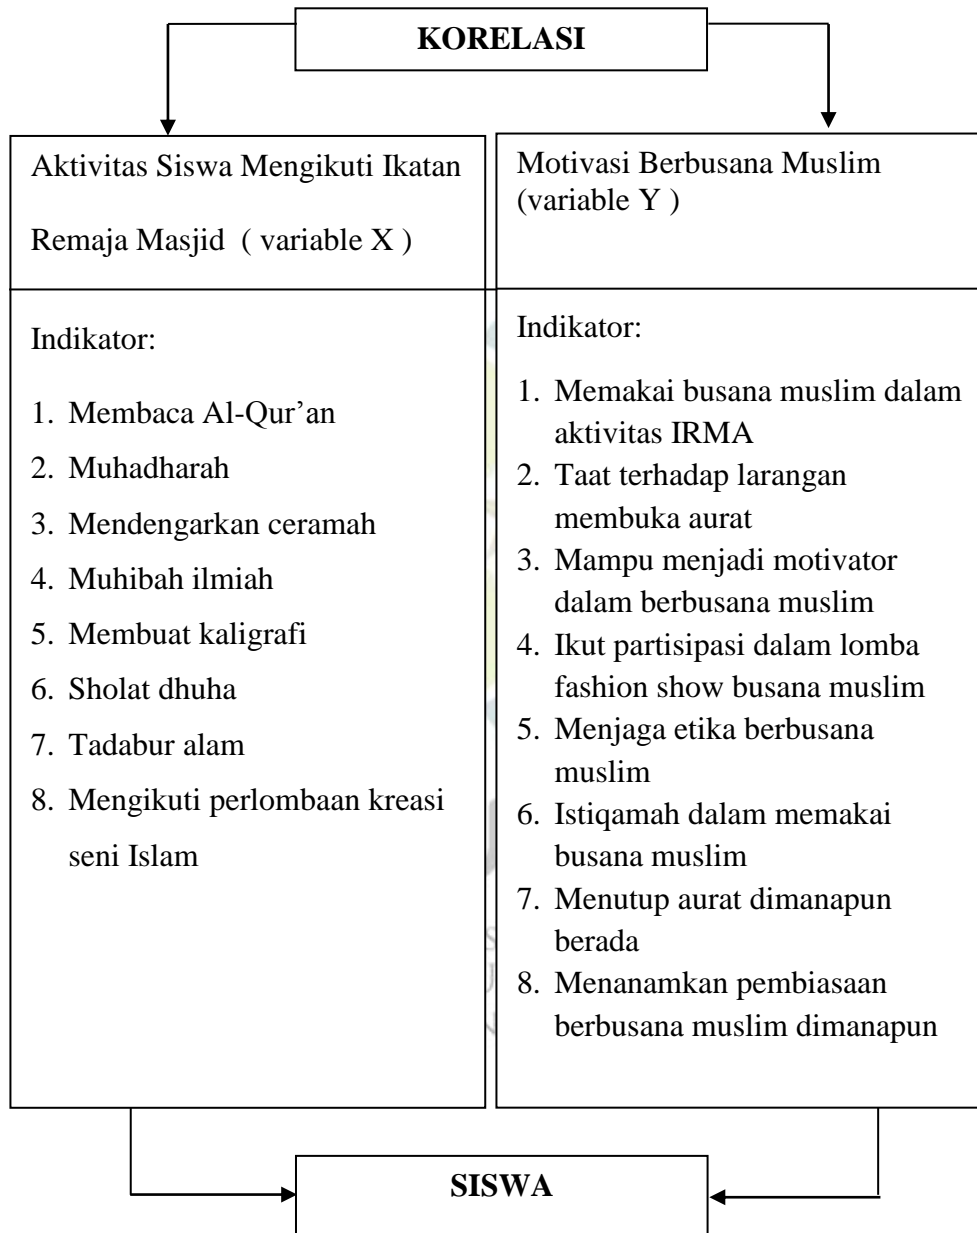 KORELASI
Aktivitas Siswa Mengikuti Ikatan
Remaja Masjid ( variable X )
Motivasi Berbusana Muslim
(variable Y )
Indikator:
1. Membaca Al-Qur’an
2. Muhadharah
3. Mendengarkan ceramah
4. Muhibah ilmiah
5. Membuat kaligrafi
6. Sholat dhuha
7. Tadabur alam
8. Mengikuti perlombaan kreasi
seni Islam
Indikator:
1. Memakai busana muslim dalam
aktivitas IRMA
2. Taat terhadap larangan
membuka aurat
3. Mampu menjadi motivator
dalam berbusana muslim
4. Ikut partisipasi dalam lomba
fashion show busana muslim
5. Menjaga etika berbusana
muslim
6. Istiqamah dalam memakai
busana muslim
7. Menutup aurat dimanapun
berada
8. Menanamkan pembiasaan
berbusana muslim dimanapun
SISWA